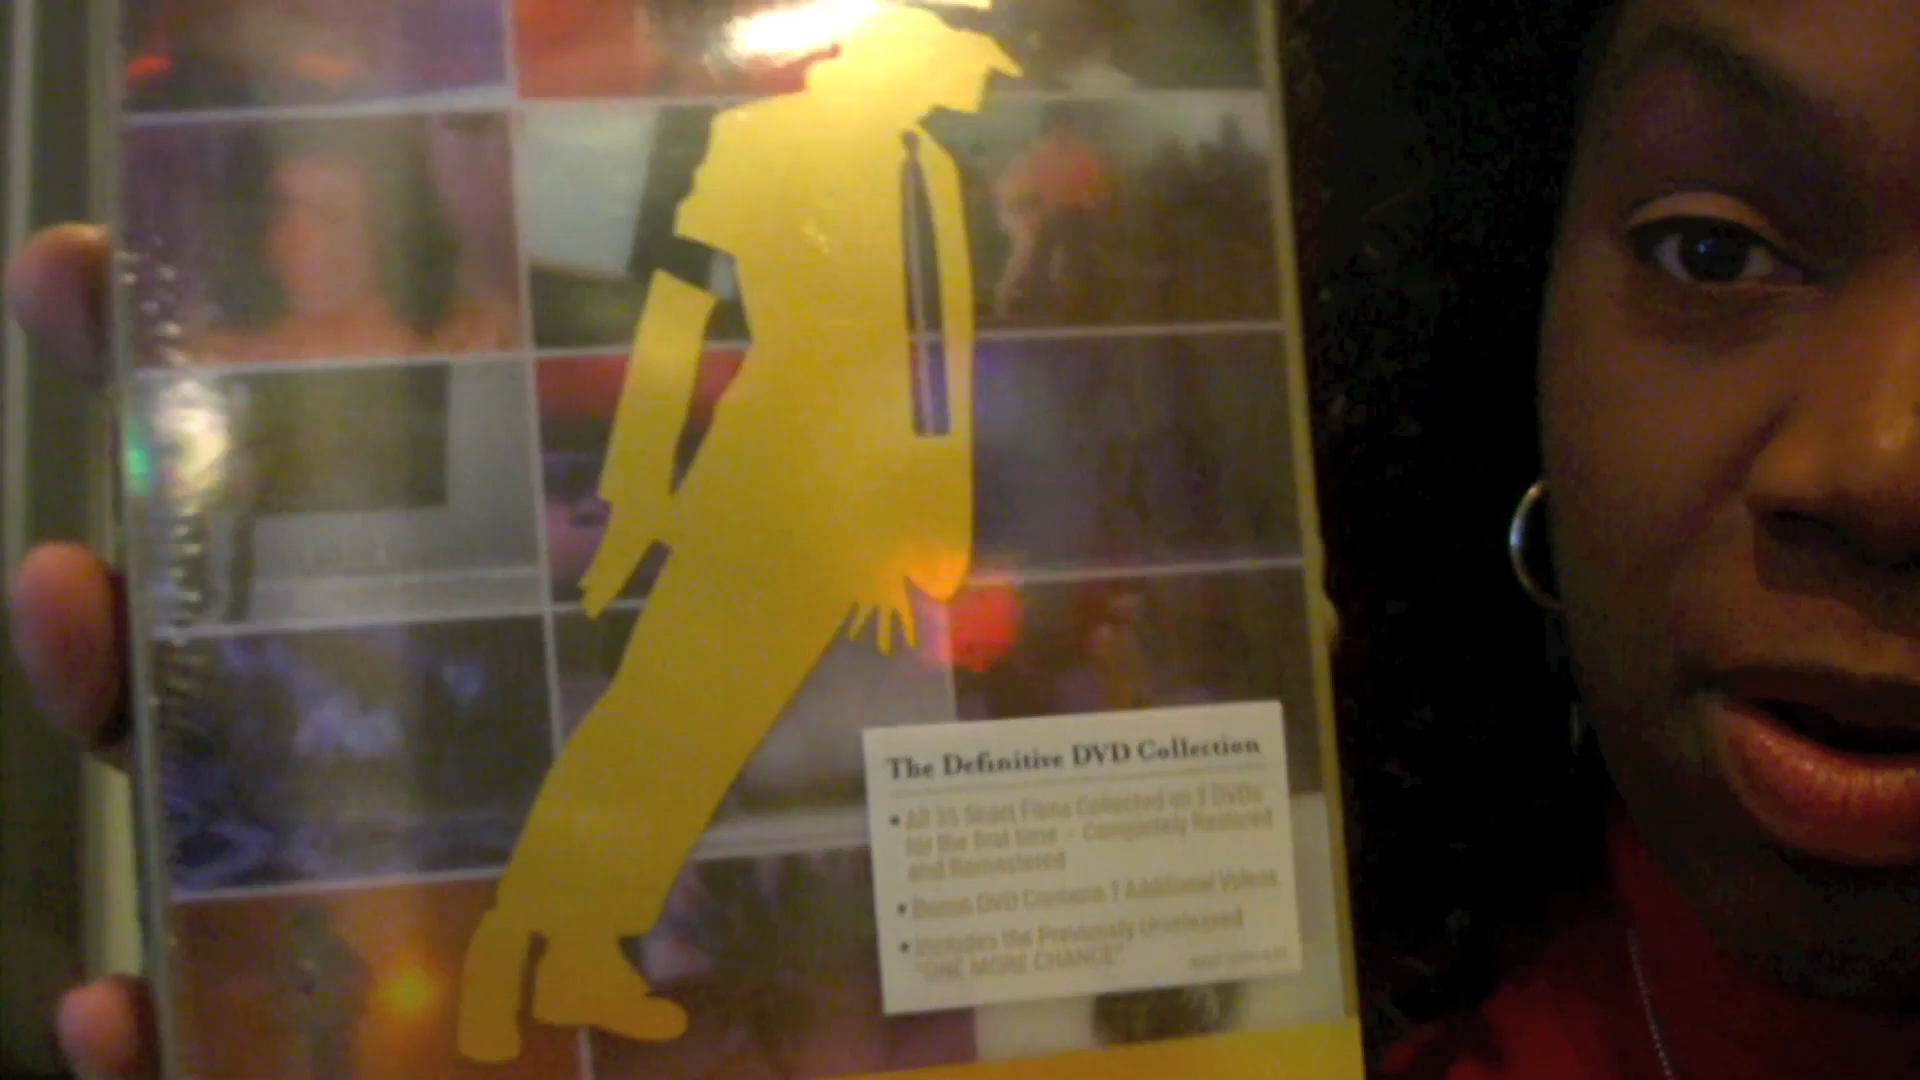 The Definitive DVD Collection
• All 35 Short Films Collected on 3 DVDs
for the first time - Completely Restored
and Remastered
• Bonus DVD Contains 7 Additional Videos
• Includes the Previously Unreleased
"ONE MORE CHANCE"